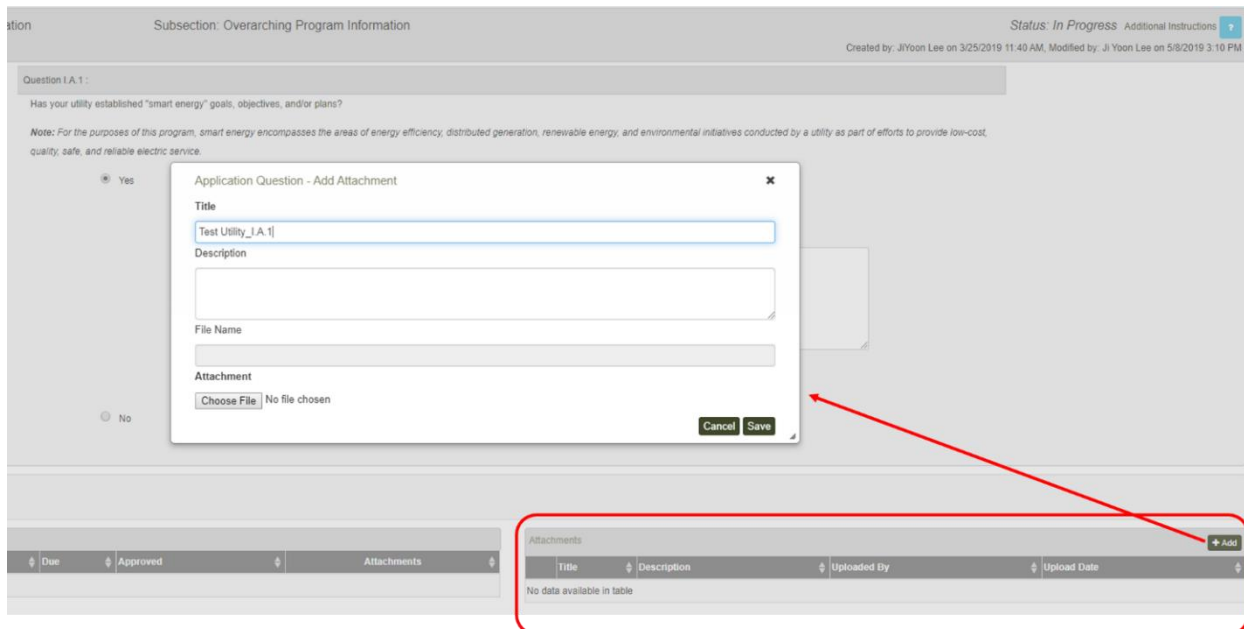 ation
Subsection: Overarching Program Information
Status: In Progress Additional Instructions ?
Created by: JiYoon Lee on 3/25/2019 11:40 AM, Modified by: Ji Yoon Lee on 5/8/2019 3:10 PM
Question I.A.1 :
Has your utility established "smart energy" goals, objectives, and/or plans?
Note: For the purposes of this program, smart energy encompasses the areas of energy efficiency, distributed generation, renewable energy, and environmental initiatives conducted by a utility as part of efforts to provide low-cost,
quality, safe, and reliable electric service.
Yes
Application Question - Add Attachment
Title
Test Utility_I.A.1
Description
File Name
Attachment
Choose File No file chosen
No
Cancel Save
Attachments
+ Add
Due Approved Attachments
Title Description Uploaded By Upload Date
No data available in table